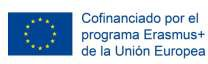 Cofinanciado por el
programa Erasmus+
de la Unión Europea